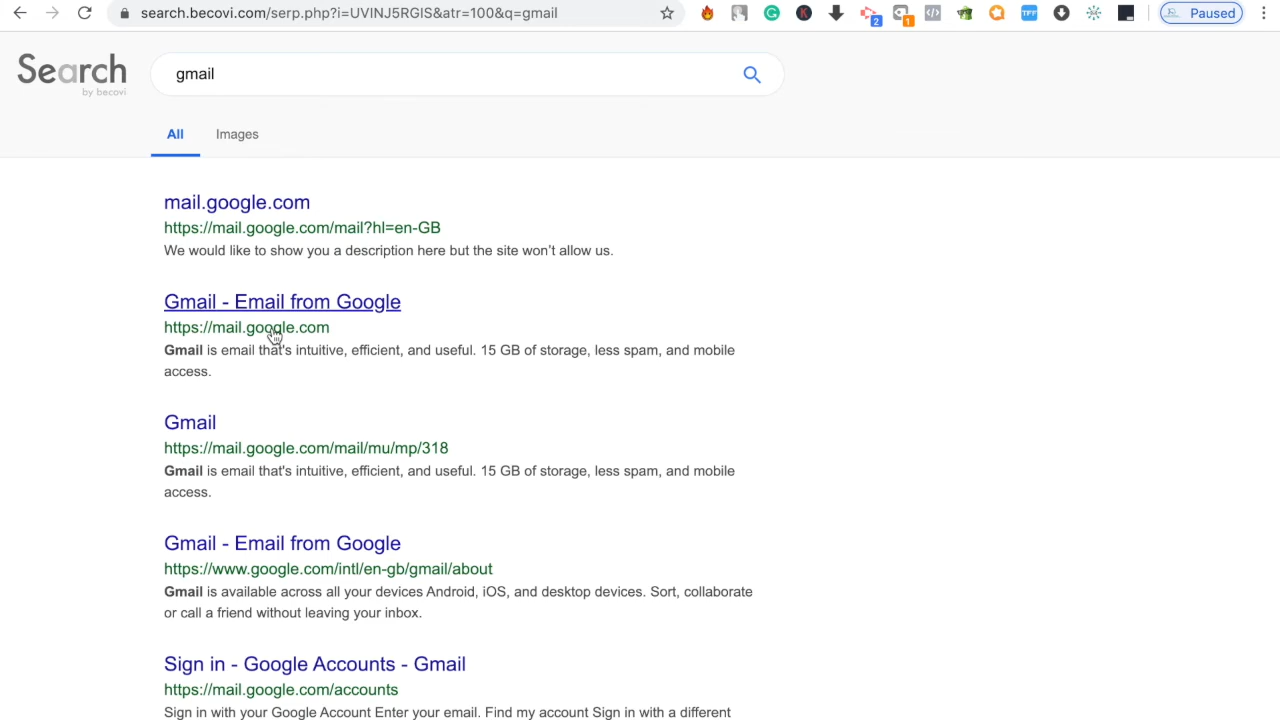 search.becovi.com/serp.php?i=UVINJ5RGIS&atr=100&q=gmail
2
1
TFF
Paused
Search
by becovi
gmail
All
Images
mail.google.com
https://mail.google.com/mail?hl=en-GB
We would like to show you a description here but the site won't allow us.
Gmail - Email from Google
https://mail.google.com
Gmail is email that's intuitive, efficient, and useful. 15 GB of storage, less spam, and mobile
access.
Gmail
https://mail.google.com/mail/mu/mp/318
Gmail is email that's intuitive, efficient, and useful. 15 GB of storage, less spam, and mobile
access.
Gmail - Email from Google
https://www.google.com/intl/en-gb/gmail/about
Gmail is available across all your devices Android, iOS, and desktop devices. Sort, collaborate
or call a friend without leaving your inbox.
Sign in - Google Accounts - Gmail
https://mail.google.com/accounts
Sign in with your Google Account Enter your email. Find my account Sign in with a different